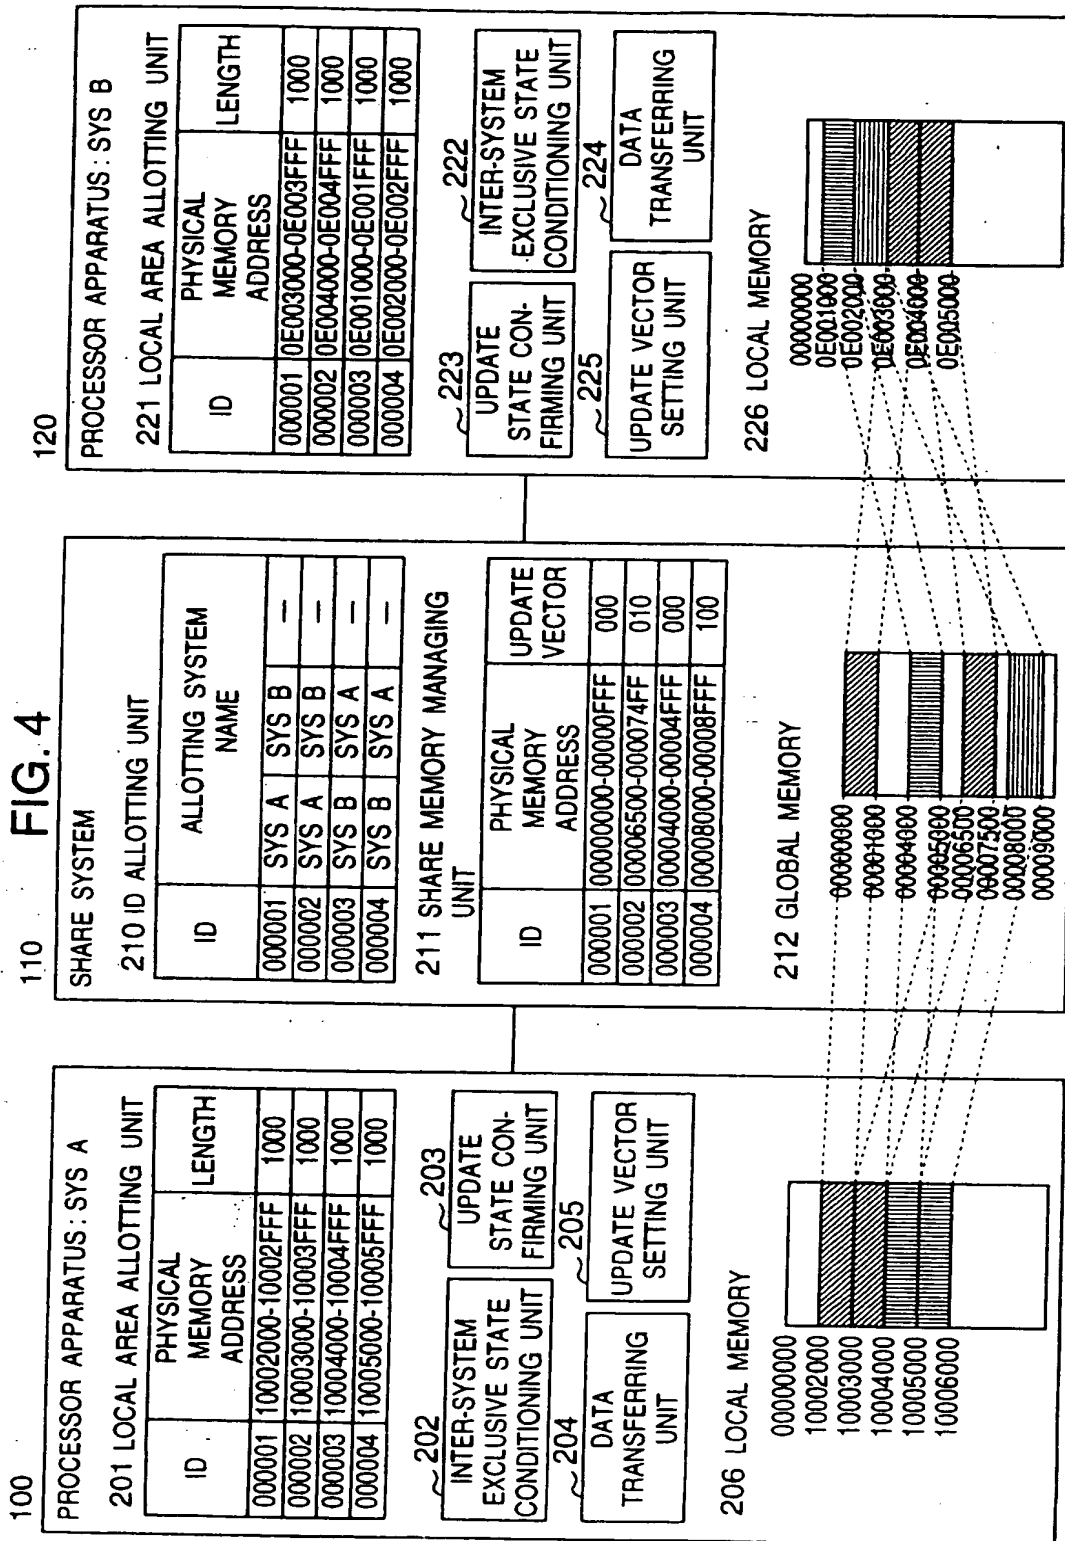 FIG. 4
100
PROCESSOR APPARATUS : SYS A
201 LOCAL AREA ALLOTTING UNIT
ID PHYSICAL MEMORY ADDRESS LENGTH
000001 10002000-10002FFF 1000
000002 10003000-10003FFF 1000
000003 10004000-10004FFF 1000
000004 10005000-10005FFF 1000
202
INTER-SYSTEM
EXCLUSIVE STATE
CONDITIONING UNIT
203
UPDATE
STATE CON-
FIRMING UNIT
204
DATA
TRANSFERRING
UNIT
205
UPDATE VECTOR
SETTING UNIT
206 LOCAL MEMORY
00000000
10002000
10003000
10004000
10005000
10006000
110
SHARE SYSTEM
210 ID ALLOTTING UNIT
ID ALLOTTING SYSTEM NAME
000001 SYS A SYS B —
000002 SYS A SYS B —
000003 SYS B SYS A —
000004 SYS B SYS A —
211 SHARE MEMORY MANAGING
UNIT
ID PHYSICAL MEMORY ADDRESS UPDATE VECTOR
000001 00000000-00000FFF 000
000002 00006500-000074FF 010
000003 00004000-00004FFF 000
000004 00008000-00008FFF 100
212 GLOBAL MEMORY
00000000
00001000
00004000
00005000
00006500
00007500
00008000
00009000
120
PROCESSOR APPARATUS : SYS B
221 LOCAL AREA ALLOTTING UNIT
ID PHYSICAL MEMORY ADDRESS LENGTH
000001 0E003000-0E003FFF 1000
000002 0E004000-0E004FFF 1000
000003 0E001000-0E001FFF 1000
000004 0E002000-0E002FFF 1000
223
UPDATE
STATE CON-
FIRMING UNIT
222
INTER-SYSTEM
EXCLUSIVE STATE
CONDITIONING UNIT
225
UPDATE VECTOR
SETTING UNIT
224
DATA
TRANSFERRING
UNIT
226 LOCAL MEMORY
00000000
0E001000
0E002000
0E003000
0E004000
0E005000